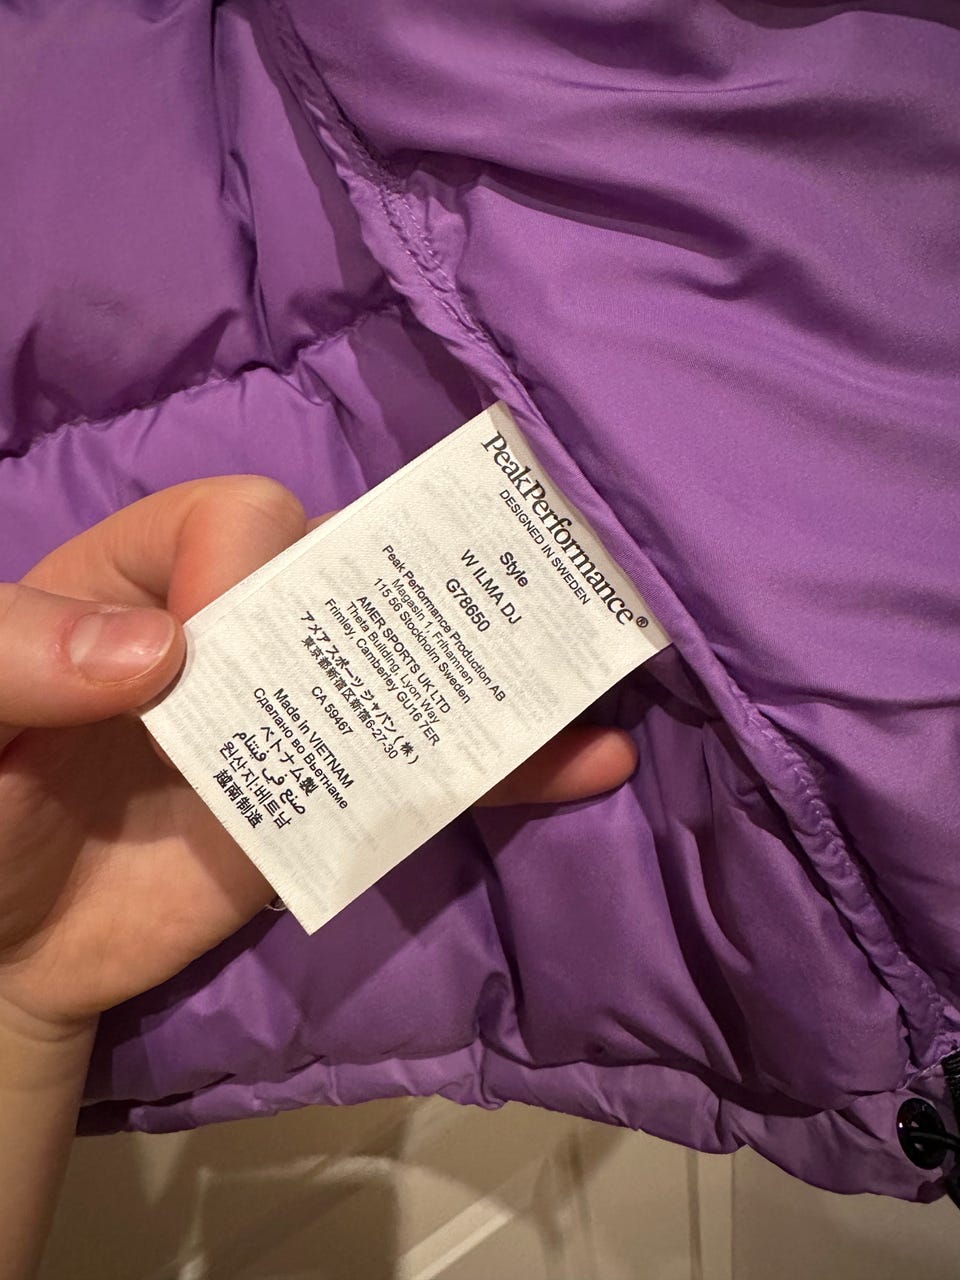 PeakPerformance®
DESIGNED IN SWEDEN
Style
W ILMA DJ
G78650
Peak Performance Production AB
Magasin 1, Frihamnen
115 56 Stockholm Sweden
AMER SPORTS UK LTD
Theta Building, Lyon Way
Frimley, Camberley GU16 7ER
アメアスポーツ ジャパン(株)
東京都新宿区新宿6-27-30
CA 59467
Made in VIETNAM
Сделано во Вьетнаме
ベトナム製
صنع في فيتنام
원산지:베트남
越南制造